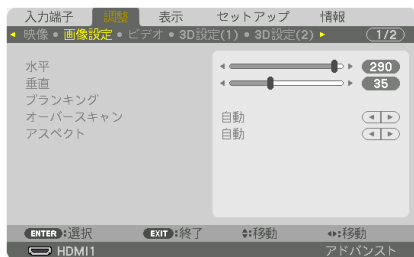 入力端子 調整 表示 セットアップ 情報
映像 • 画像設定 • ビデオ • 3D設定(1) • 3D設定(2) 1/2
水平 290
垂直 35
ブランキング
オーバースキャン 自動
アスペクト 自動
ENTER:選択 EXIT:終了 :移動 :移動
HDMI1 アドバンスト